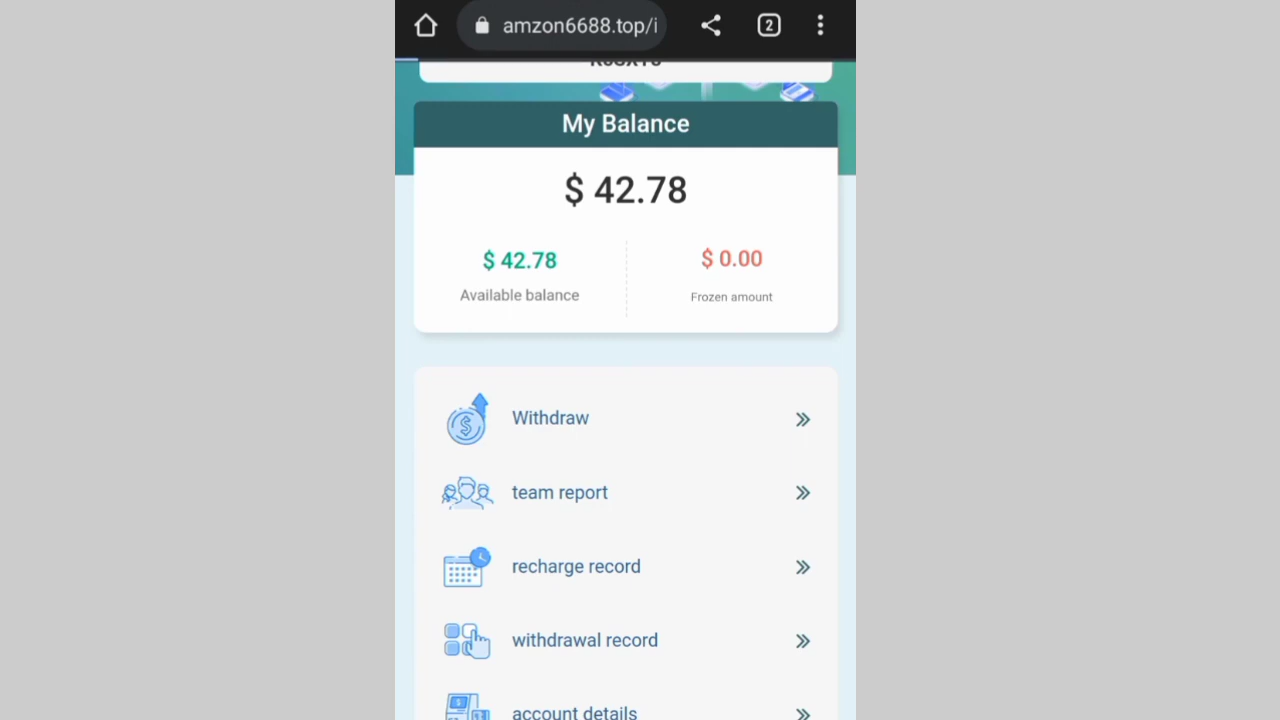 amzon6688.top/i
2
My Balance
$ 42.78
$ 42.78
$ 0.00
Available balance
Frozen amount
Withdraw
team report
recharge record
withdrawal record
account details